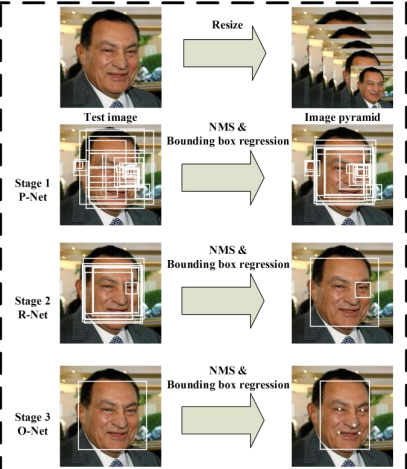 Resize
Test image
Image pyramid
NMS &
Bounding box regression
Stage 1
P-Net
NMS &
Bounding box regression
Stage 2
R-Net
NMS &
Bounding box regression
Stage 3
O-Net